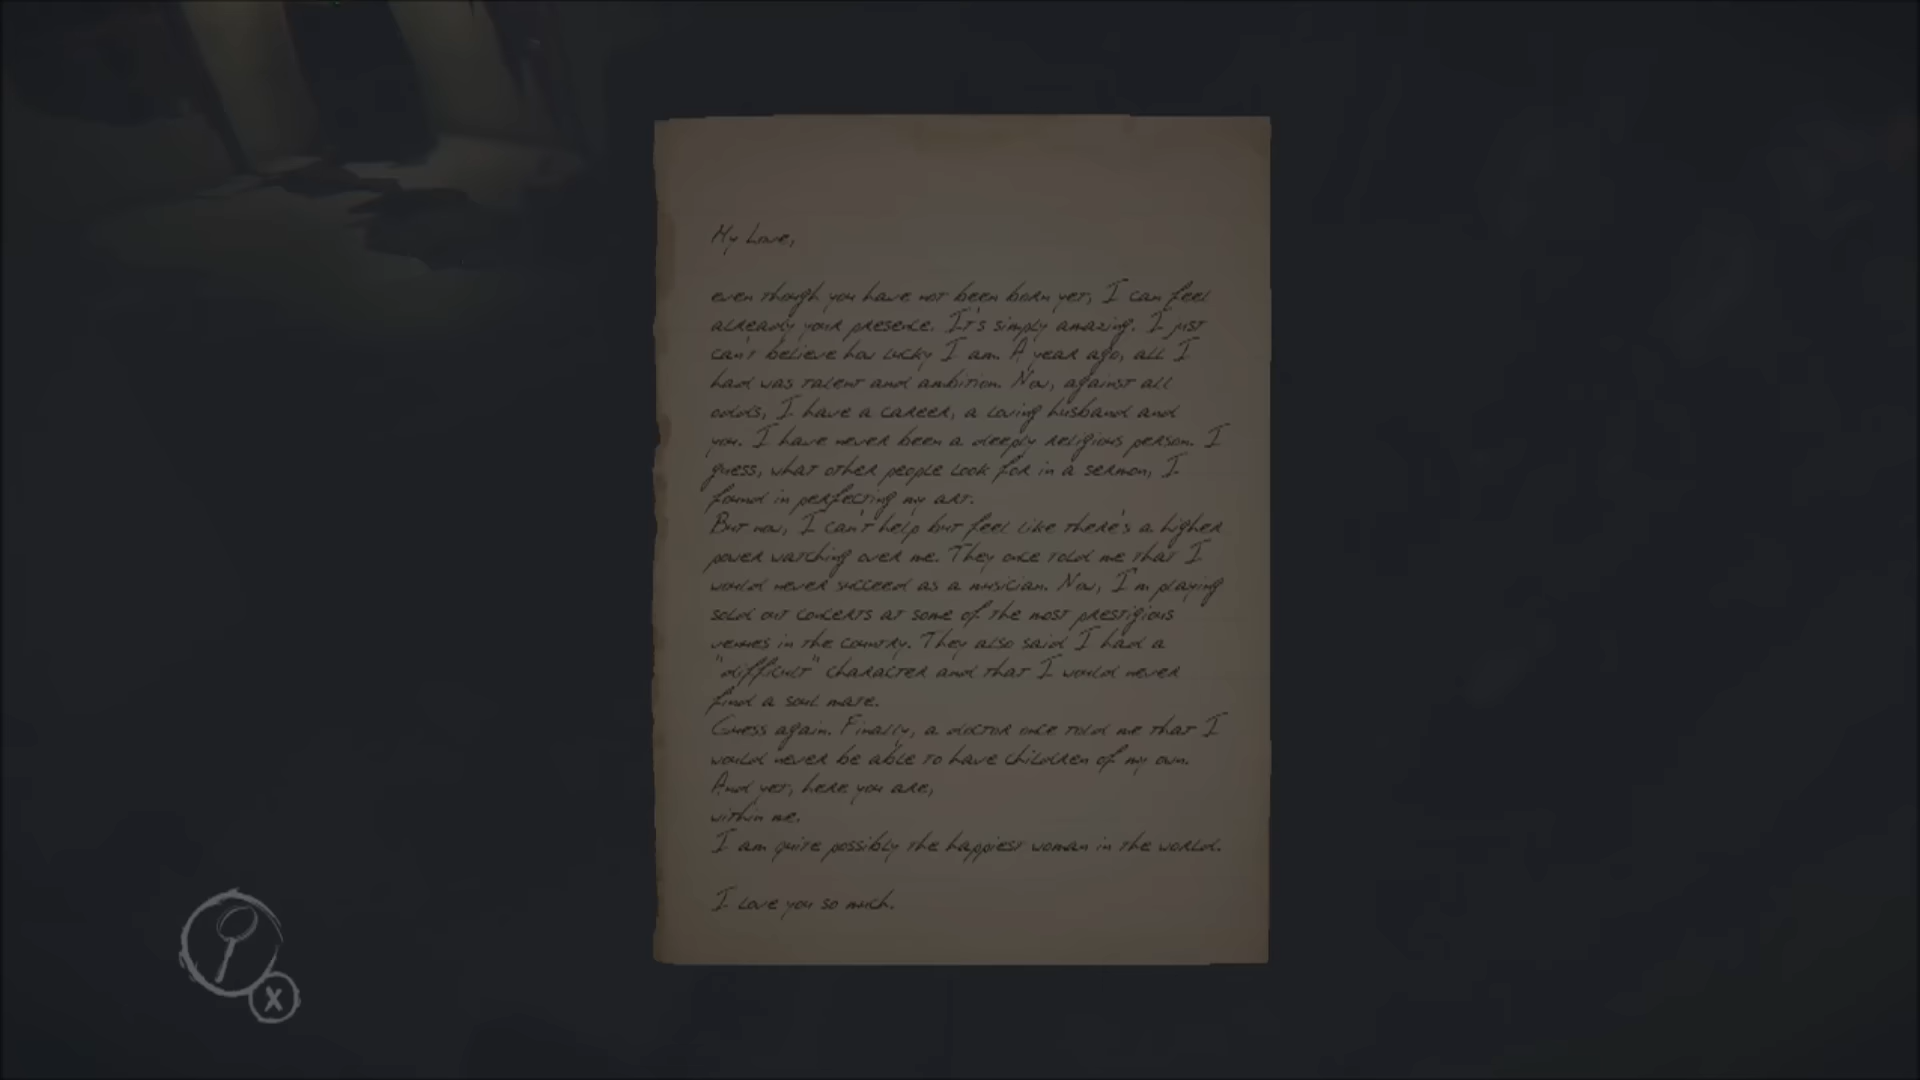 My Love,
even though you have not been born yet, I can feel
already your presence. It's simply amazing. I just
can't believe how lucky I am. A year ago, all I
had was talent and ambition. Now, against all
odds, I have a career, a loving husband and
you. I have never been a deeply religious person. I
guess, what other people look for in a sermon, I
found in perfecting my art.
But now, I can't help but feel like there's a higher
power watching over me. They once told me that I
would never succeed as a musician. Now, I'm playing
sold out concerts at some of the most prestigious
venues in the country. They also said I had a
"difficult" character and that I would never
find a soul mate.
Guess again. Finally, a doctor once told me that I
would never be able to have children of my own.
And yet, here you are,
within me.
I am quite possibly the happiest woman in the world.
I love you so much.
X